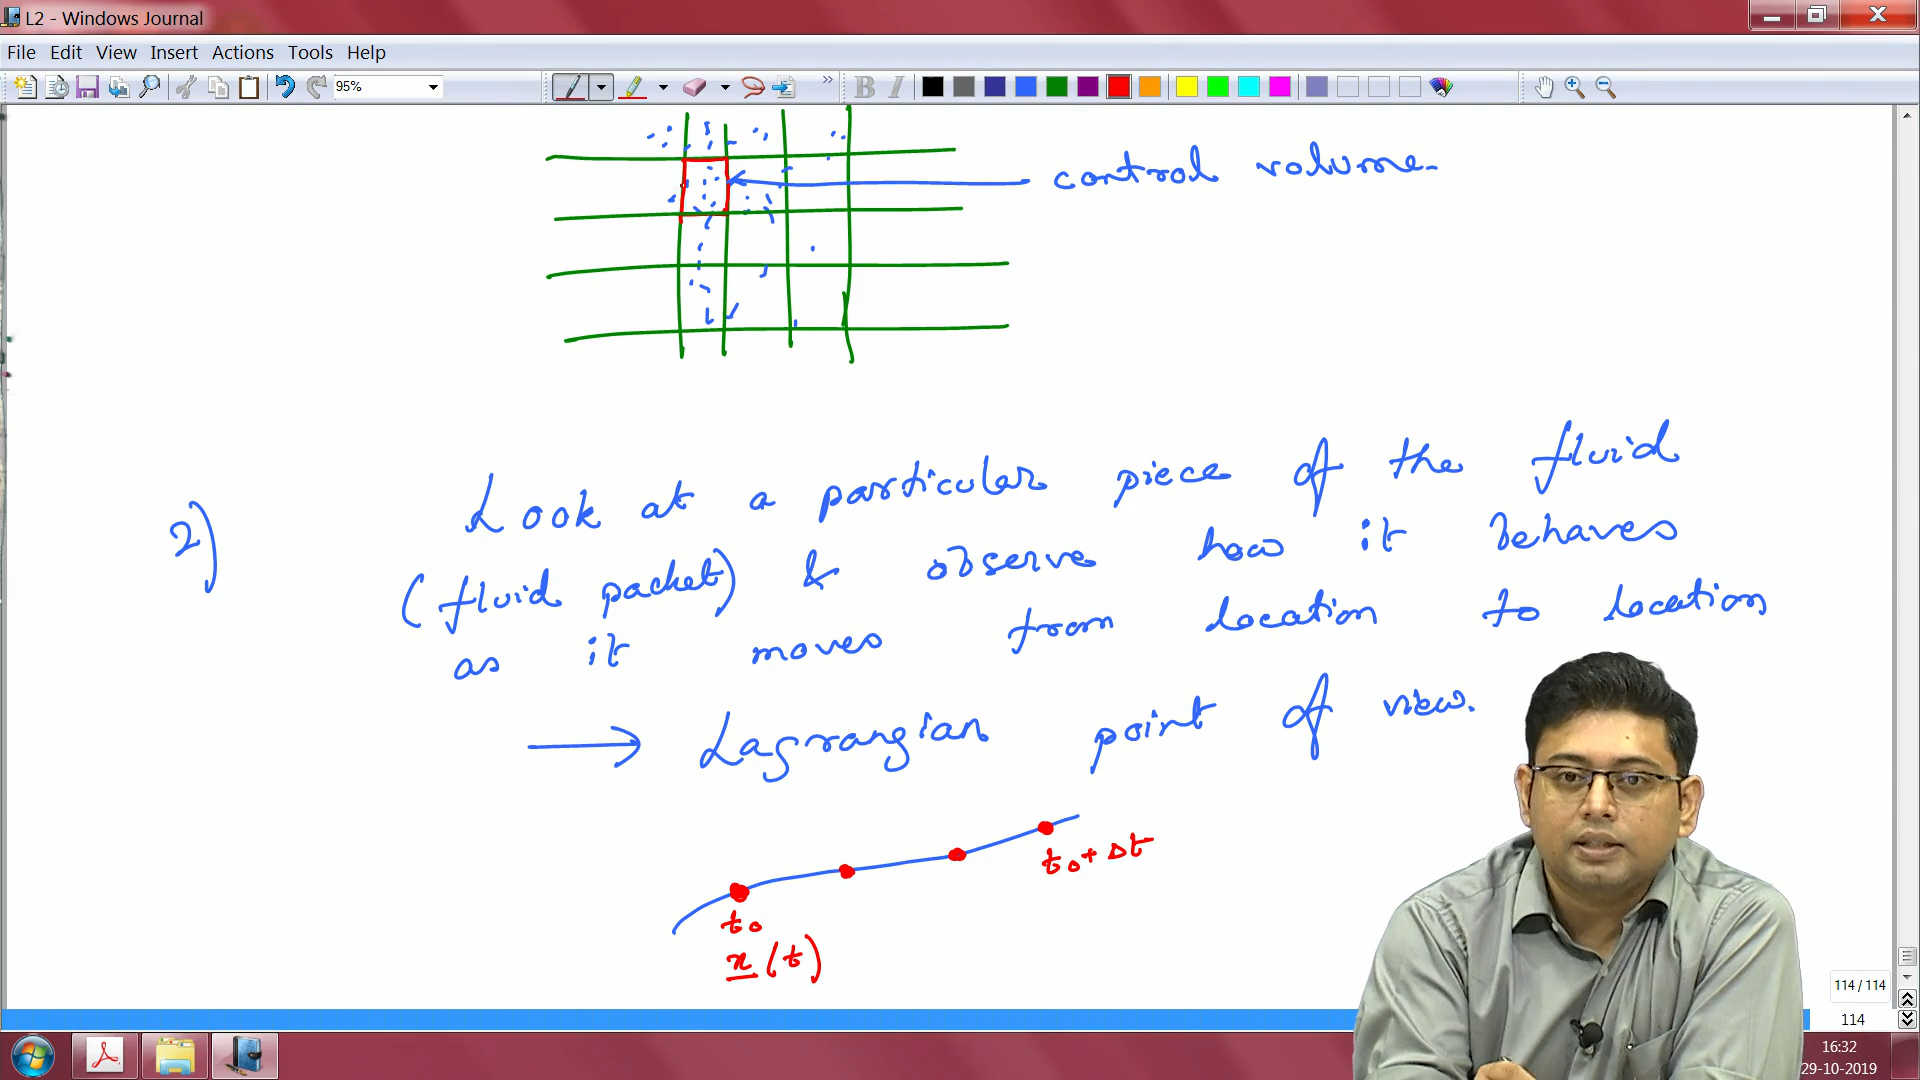 L2 - Windows Journal
File Edit View Insert Actions Tools Help
95%
B I
control volume
2) Look at a particular piece of the fluid
(fluid packet) & observe how it behaves
as it moves from location to location
→ Lagrangian point of view.
t0+Δt
t0
x(t)
114 / 114
114
16:32
29-10-2019